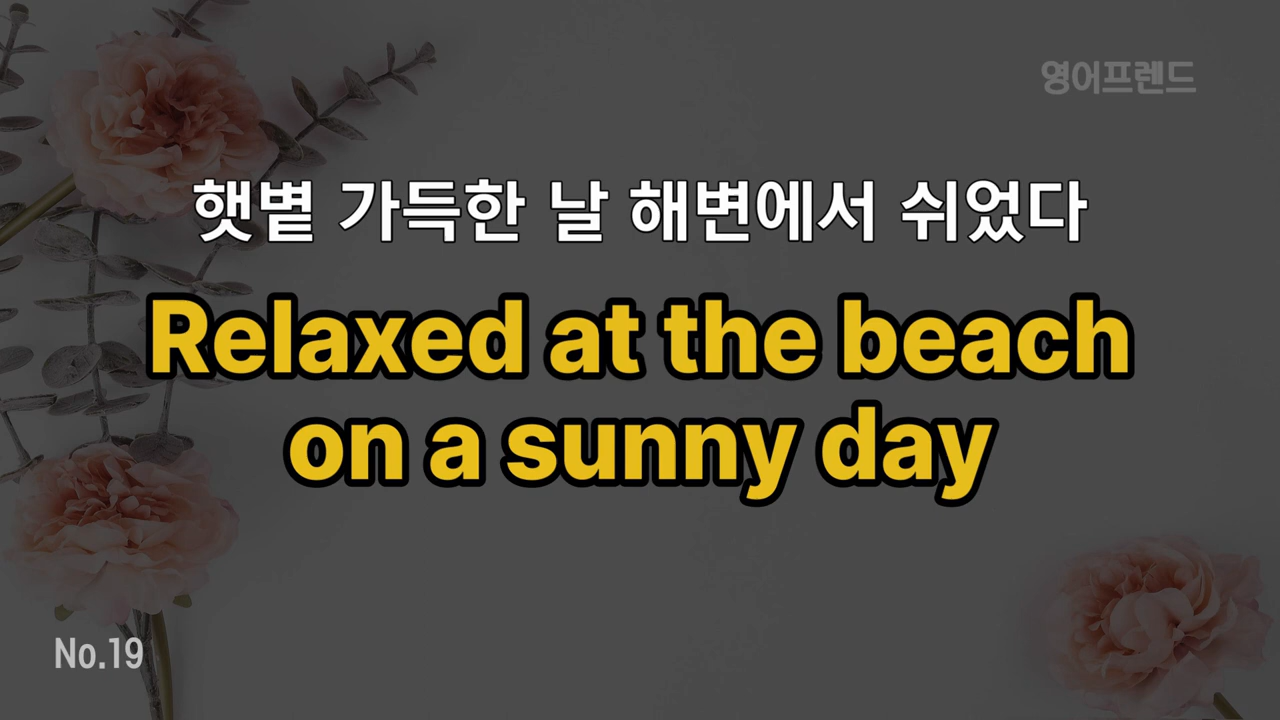 영어프렌드
햇볕 가득한 날 해변에서 쉬었다
Relaxed at the beach
on a sunny day
No.19